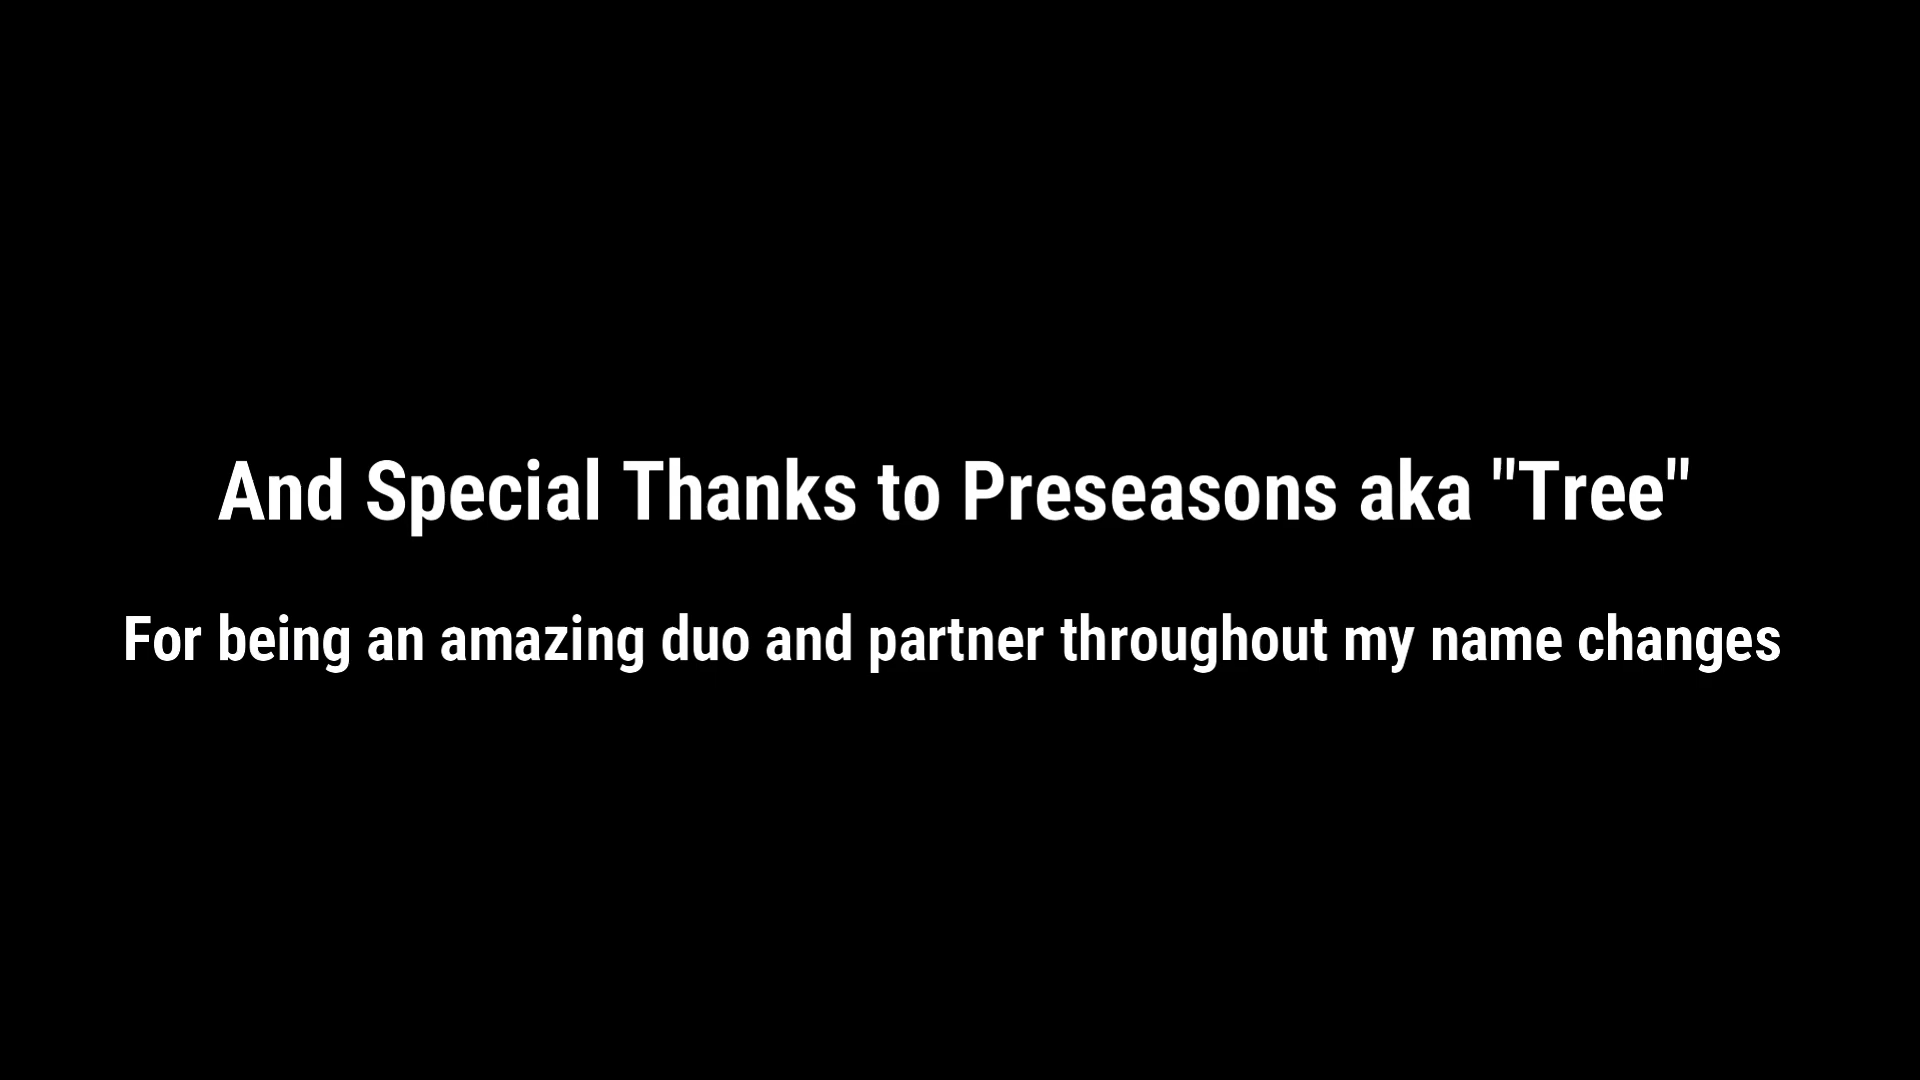 And Special Thanks to Preseasons aka "Tree"
For being an amazing duo and partner throughout my name changes